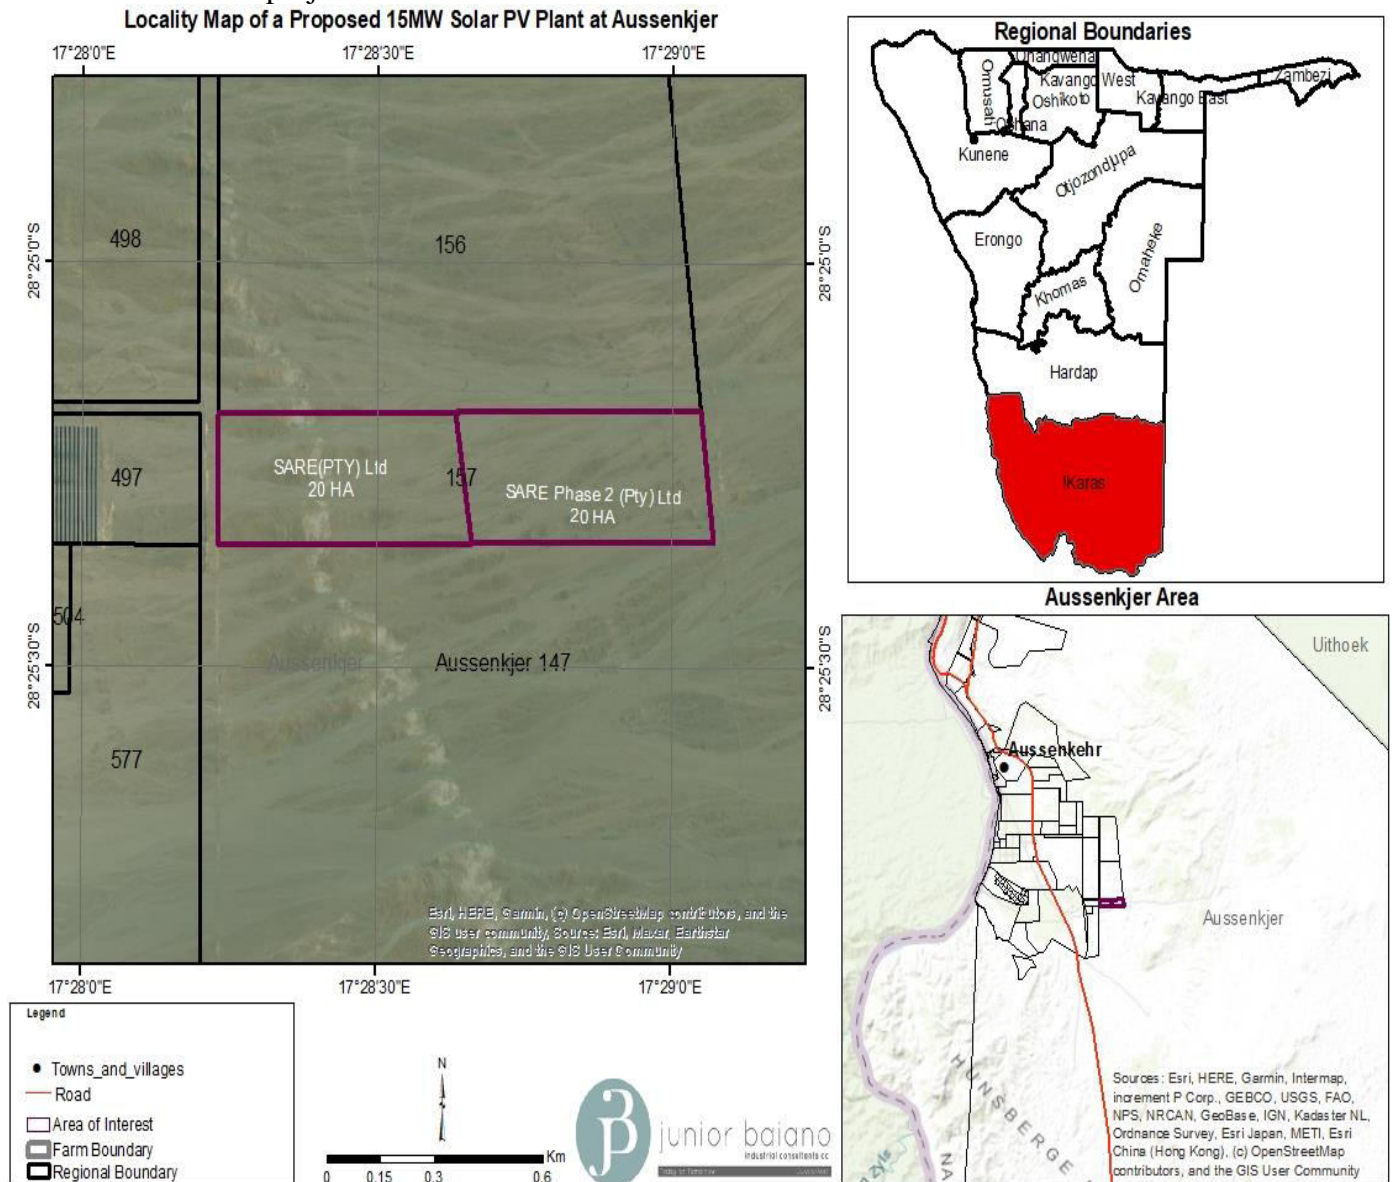 Locality Map of a Proposed 15MW Solar PV Plant at Aussenkjer
17°28'0"E
17°28'30"E
17°29'0"E
28°25'0"S
28°25'0"S
498
156
SARE(PTY) Ltd
20 HA
497
157
SARE Phase 2 (Pty) Ltd
20 HA
504
28°25'30"S
28°25'30"S
Aussenkjer
Aussenkjer 147
577
Esri, HERE, Garmin, (c) OpenStreetMap contributors, and the
GIS user community, Source: Esri, Maxar, Earthstar
Geographics, and the GIS User Community
17°28'0"E
17°28'30"E
17°29'0"E
Legend
Towns_and_villages
Road
Area of Interest
Farm Boundary
Regional Boundary
N
Km
0
0.15
0.3
0.6
junior baiano
industrial consultants cc
Regional Boundaries
Ohangwena
Omusati
Oshana
Oshikoto
Kavango West
Kavango East
Zambezi
Kunene
Otjozondjupa
Erongo
Omaheke
Khomas
Hardap
!Karas
Aussenkjer Area
Uithoek
Aussenkehr
Aussenkjer
HUNSBERGE
NA
Sources: Esri, HERE, Garmin, Intermap,
increment P Corp., GEBCO, USGS, FAO,
NPS, NRCAN, GeoBase, IGN, Kadaster NL,
Ordnance Survey, Esri Japan, METI, Esri
China (Hong Kong), (c) OpenStreetMap
contributors, and the GIS User Community